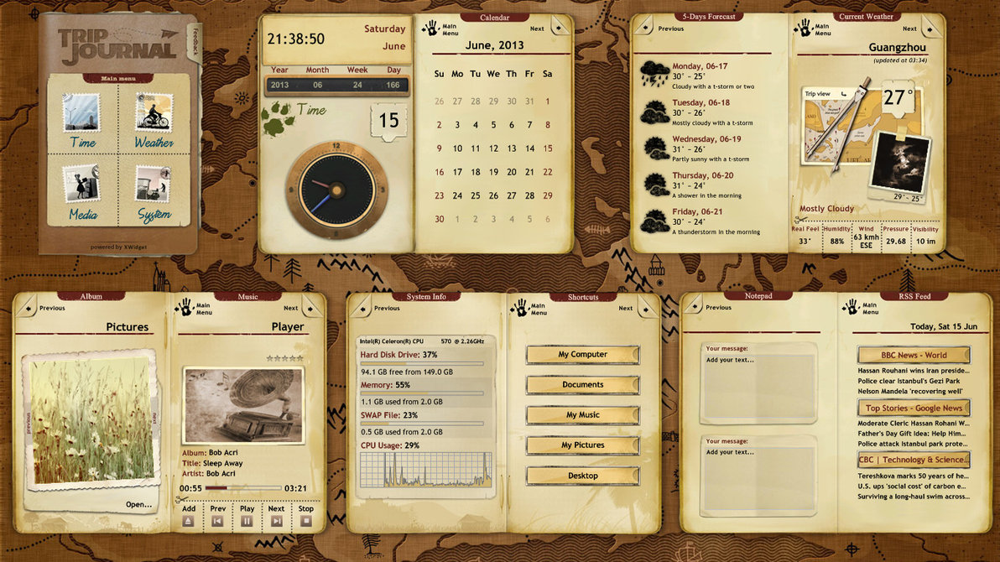 TRIP
JOURNAL
Feedback
Main menu
Time
Weather
Media
System
powered by XWidget
21:38:50
Saturday
June
Year Month Week Day
2013 06 24 166
Time
15
12
3
6
9
Calendar
Main
Menu
Next
June, 2013
Su Mo Tu We Th Fr Sa
26 27 28 29 30 31 1
2 3 4 5 6 7 8
9 10 11 12 13 14 15
16 17 18 19 20 21 22
23 24 25 26 27 28 29
30 1 2 3 4 5 6
5-Days Forecast
Previous
Monday, 06-17
30° ~ 25°
Cloudy with a t-storm or two
Tuesday, 06-18
30° ~ 26°
Mostly cloudy with a t-storm
Wednesday, 06-19
31° ~ 26°
Partly sunny with a t-storm
Thursday, 06-20
31° ~ 24°
A shower in the morning
Friday, 06-21
30° ~ 24°
A thunderstorm in the morning
Current Weather
Main
Menu
Next
Guangzhou
(updated at 03:34)
Trip view
27°
29°~ 25°
Mostly Cloudy
Real Feel Humidity Wind Pressure Visibility
33° 88% 63 kmh ESE 29.68 10 im
Album
Previous
Pictures
previous
next
Open...
Music
Main
Menu
Next
Player
Album: Bob Acri
Title: Sleep Away
Artist: Bob Acri
00:55 03:21
Add Prev Play Next Stop
System Info
Previous
Intel(R) Celeron(R) CPU 570 @ 2.26GHz
Hard Disk Drive: 37%
94.1 GB free from 149.0 GB
Memory: 55%
1.1 GB used from 2.0 GB
SWAP File: 23%
0.5 GB used from 2.0 GB
CPU Usage: 29%
Shortcuts
Main
Menu
Next
My Computer
Documents
My Music
My Pictures
Desktop
Notepad
Previous
Your message:
Add your text...
Your message:
Add your text...
RSS Feed
Main
Menu
Today, Sat 15 Jun
BBC News - World
Hassan Rouhani wins Iran preside...
Police clear Istanbul's Gezi Park
Nelson Mandela 'recovering well'
Top Stories - Google News
Moderate Cleric Hassan Rohani W...
Father's Day Gift Idea: Help Him...
Police attack Istanbul park prote...
CBC | Technology & Science...
Tereshkova marks 50 years of he...
U.S. ups 'social cost' of carbon e...
Surviving a long-haul swim across...